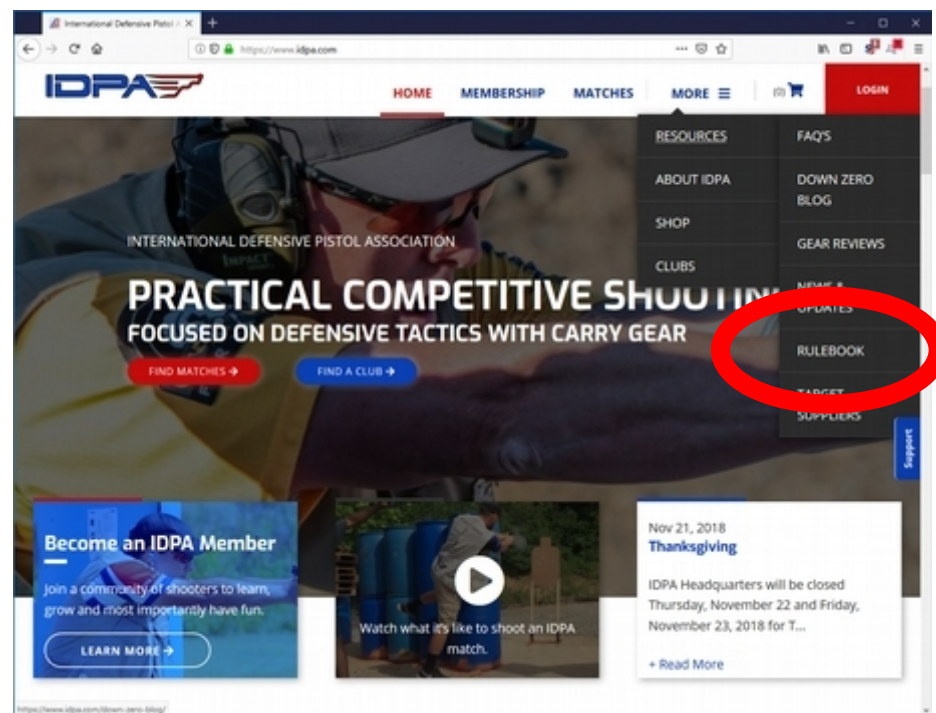 International Defensive Pistol /
https://www.idpa.com
IDPA
HOME
MEMBERSHIP
MATCHES
MORE
(0)
LOGIN
RESOURCES
ABOUT IDPA
SHOP
CLUBS
FAQ'S
DOWN ZERO
BLOG
GEAR REVIEWS
NEWS &
UPDATES
RULEBOOK
TARGET
SUPPLIERS
IMPACT
INTERNATIONAL DEFENSIVE PISTOL ASSOCIATION
PRACTICAL COMPETITIVE SHOOTIN
FOCUSED ON DEFENSIVE TACTICS WITH CARRY GEAR
FIND MATCHES →
FIND A CLUB →
Support
Become an IDPA Member
Join a community of shooters to learn,
grow and most importantly have fun.
LEARN MORE →
Watch what it's like to shoot an IDPA
match.
Nov 21, 2018
Thanksgiving
IDPA Headquarters will be closed
Thursday, November 22 and Friday,
November 23, 2018 for T...
+ Read More
https://www.idpa.com/down-zero-blog/